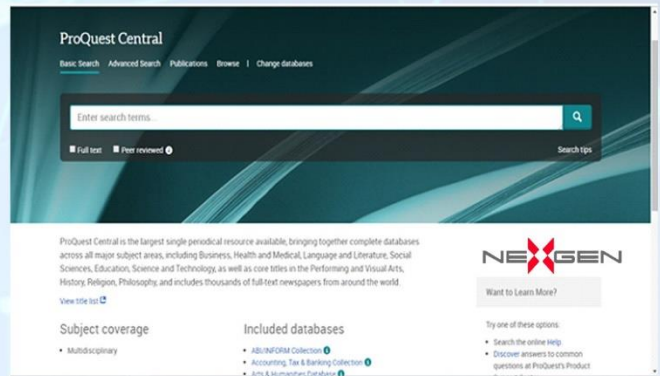 ProQuest Central
Basic Search Advanced Search Publications Browse | Change databases
Enter search terms...
Full text Peer reviewed
Search tips
ProQuest Central is the largest single periodical resource available, bringing together complete databases
across all major subject areas, including Business, Health and Medical, Language and Literature, Social
Sciences, Education, Science and Technology, as well as core titles in the Performing and Visual Arts,
History, Religion, Philosophy, and includes thousands of full-text newspapers from around the world.
View title list
Subject coverage
• Multidisciplinary
Included databases
• ABI/INFORM Collection
• Accounting, Tax & Banking Collection
• Arts & Humanities Database
NEXGEN
Want to Learn More?
Try one of these options:
• Search the online Help.
• Discover answers to common
questions at ProQuest's Product